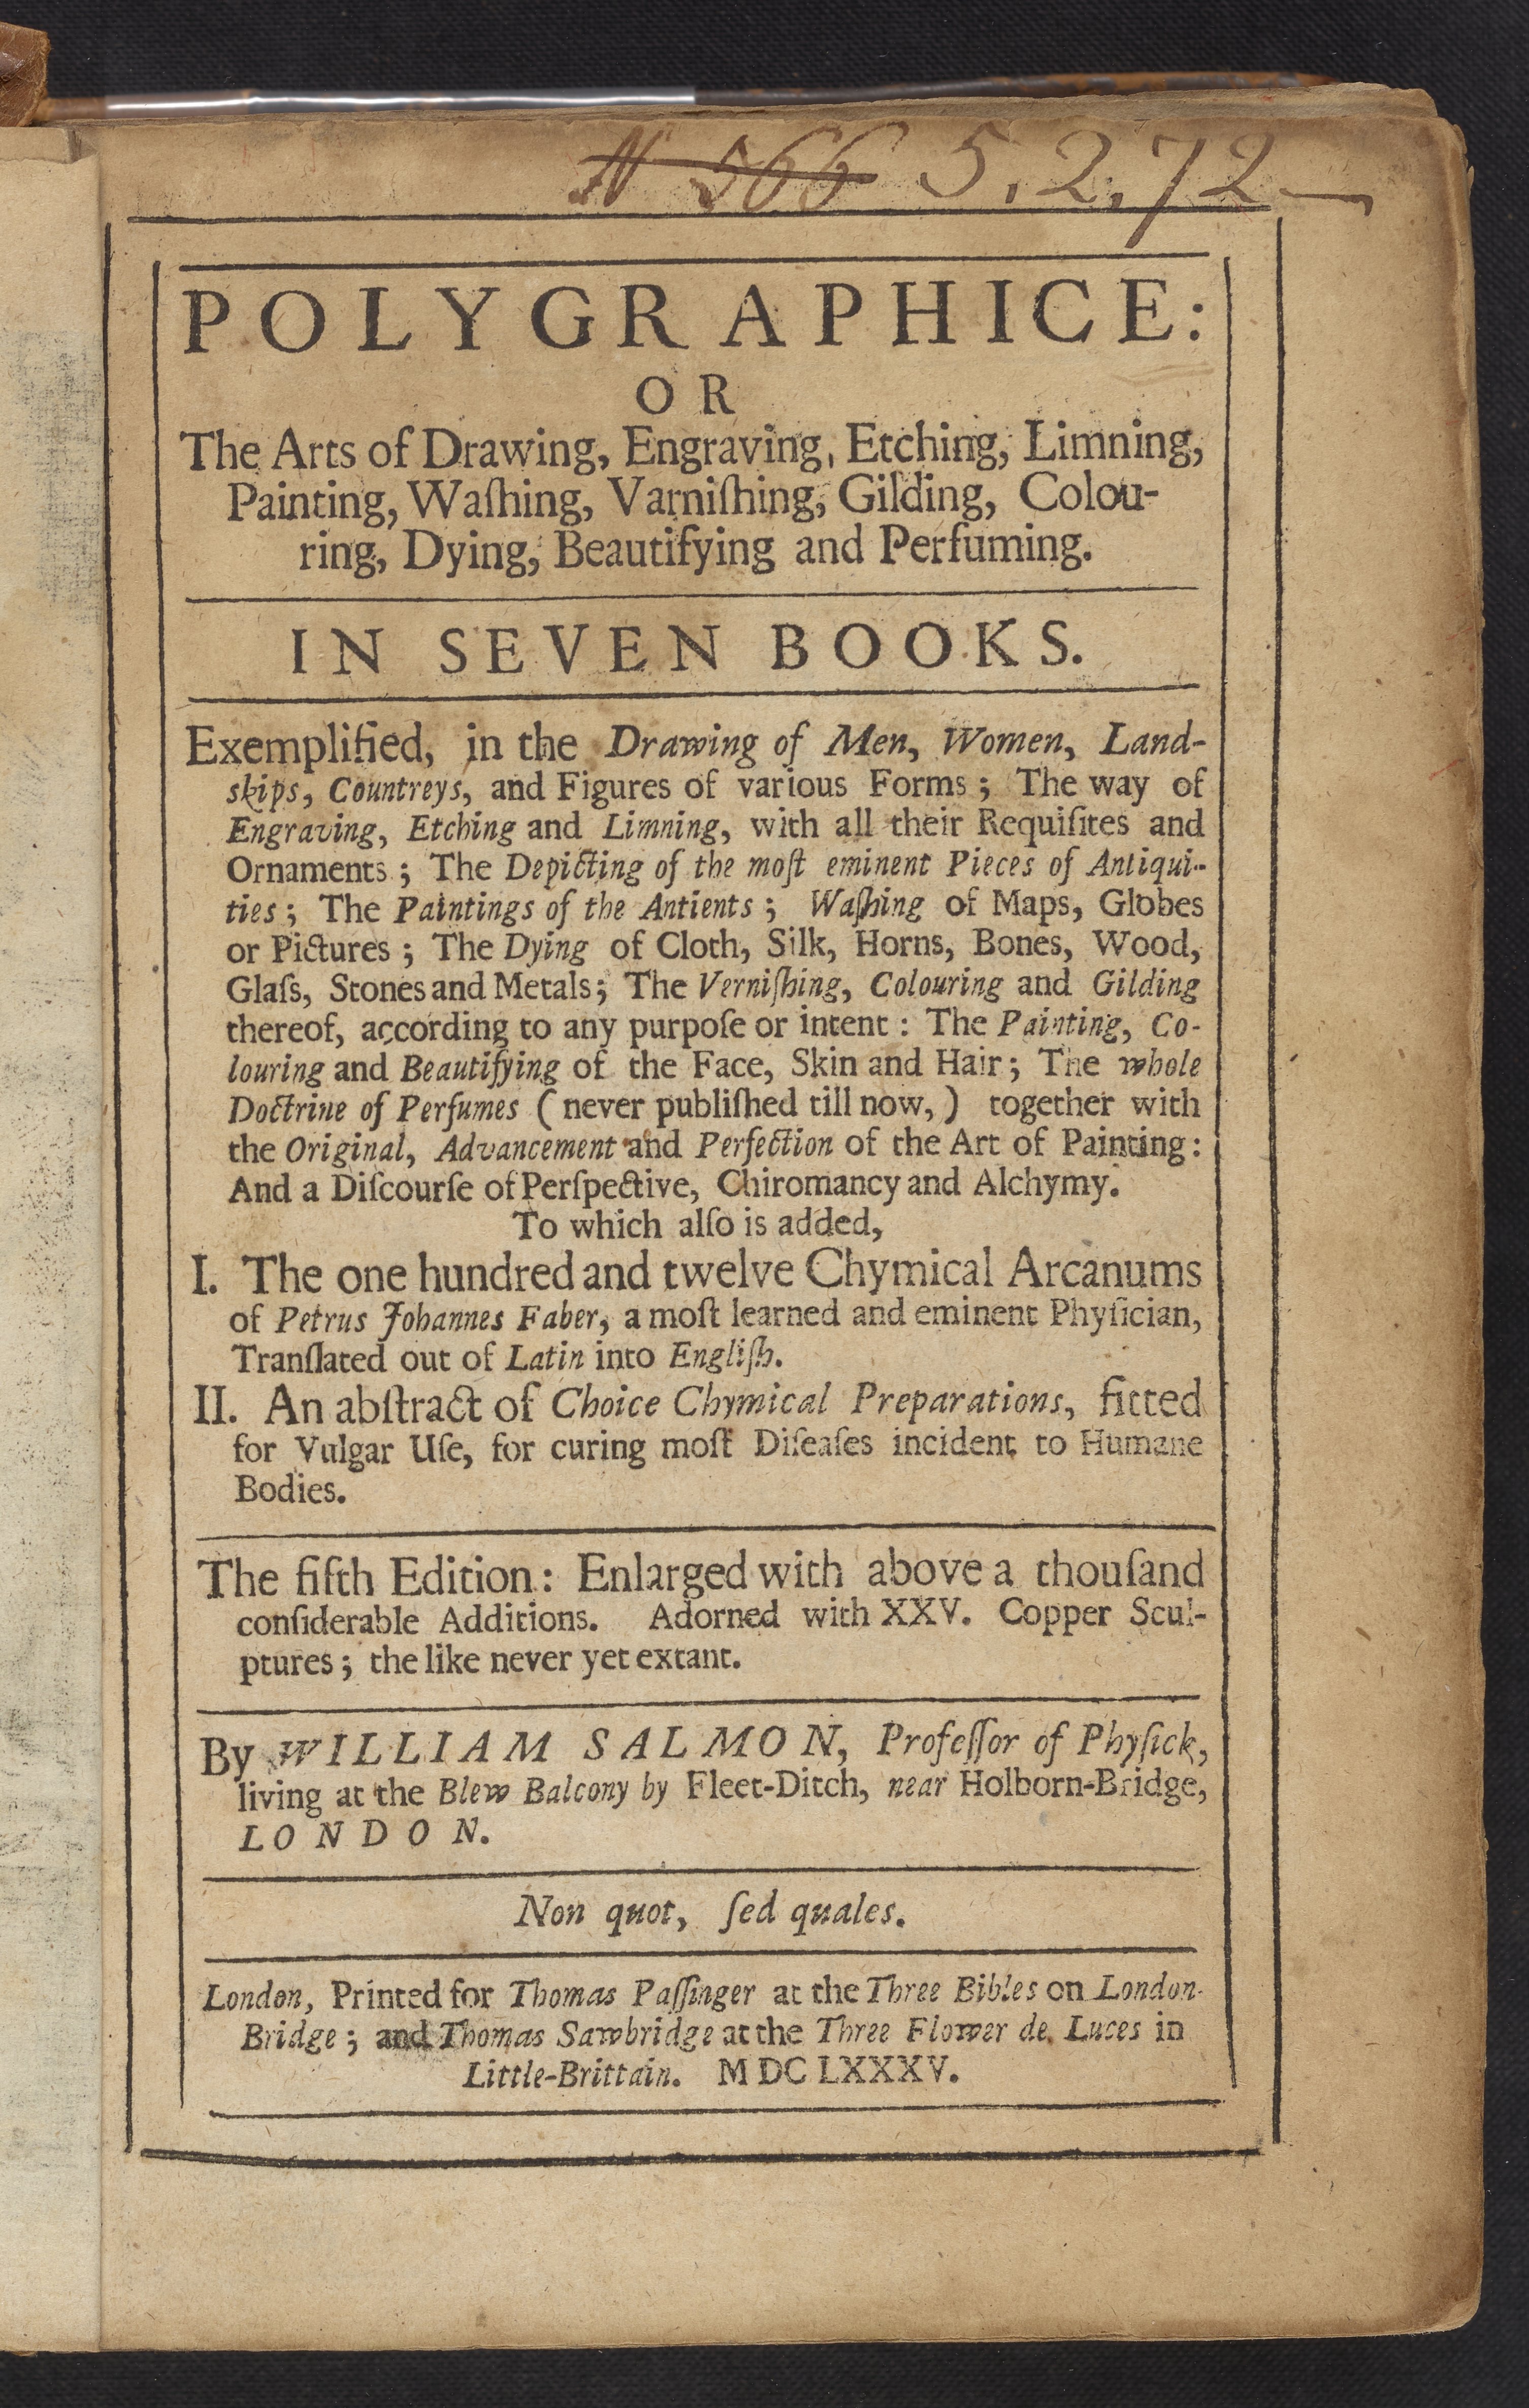 N 566 5.2.72
POLYGRAPHICE:
OR
The Arts of Drawing, Engraving, Etching, Limning,
Painting, Waſhing, Varniſhing, Gilding, Colou-
ring, Dying, Beautifying and Perfuming.
IN SEVEN BOOKS.
Exemplified, in the Drawing of Men, Women, Land-
skips, Countreys, and Figures of various Forms; The way of
Engraving, Etching and Limning, with all their Requiſites and
Ornaments; The Depicting of the moſt eminent Pieces of Antiqui-
ties; The Paintings of the Antients; Waſhing of Maps, Globes
or Pictures; The Dying of Cloth, Silk, Horns, Bones, Wood,
Glaſs, Stones and Metals; The Verniſhing, Colouring and Gilding
thereof, according to any purpoſe or intent: The Painting, Co-
louring and Beautifying of the Face, Skin and Hair; The whole
Doctrine of Perfumes (never publiſhed till now,) together with
the Original, Advancement and Perfection of the Art of Painting:
And a Diſcourſe of Perſpective, Chiromancy and Alchymy.
To which alſo is added,
I. The one hundred and twelve Chymical Arcanums
of Petrus Johannes Faber, a moſt learned and eminent Phyſician,
Tranſlated out of Latin into Engliſh.
II. An abſtract of Choice Chymical Preparations, fitted
for Vulgar Uſe, for curing moſt Diſeaſes incident to Humane
Bodies.
The fifth Edition: Enlarged with above a thouſand
conſiderable Additions. Adorned with XXV. Copper Scul-
ptures; the like never yet extant.
By WILLIAM SALMON, Profeſſor of Phyſick,
living at the Blew Balcony by Fleet-Ditch, near Holborn-Bridge,
LONDON.
Non quot, ſed quales.
London, Printed for Thomas Paſſinger at the Three Bibles on London-
Bridge; and Thomas Sawbridge at the Three Flower de Luces in
Little-Brittain. MDCLXXXV.